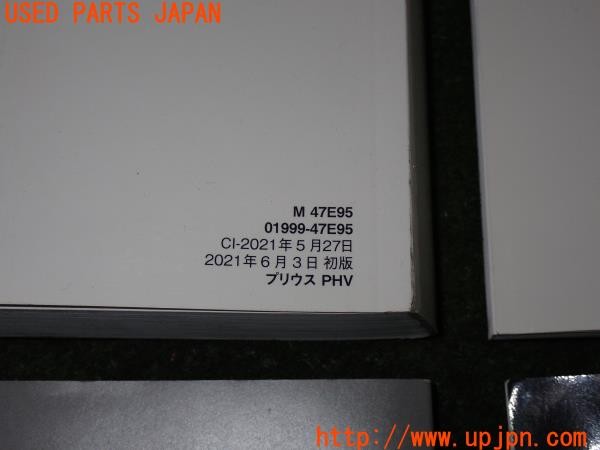 USED PARTS JAPAN
M 47E95
01999-47E95
CI-2021年5月27日
2021年6月3日 初版
プリウス PHV
http://www.upjpn.com/